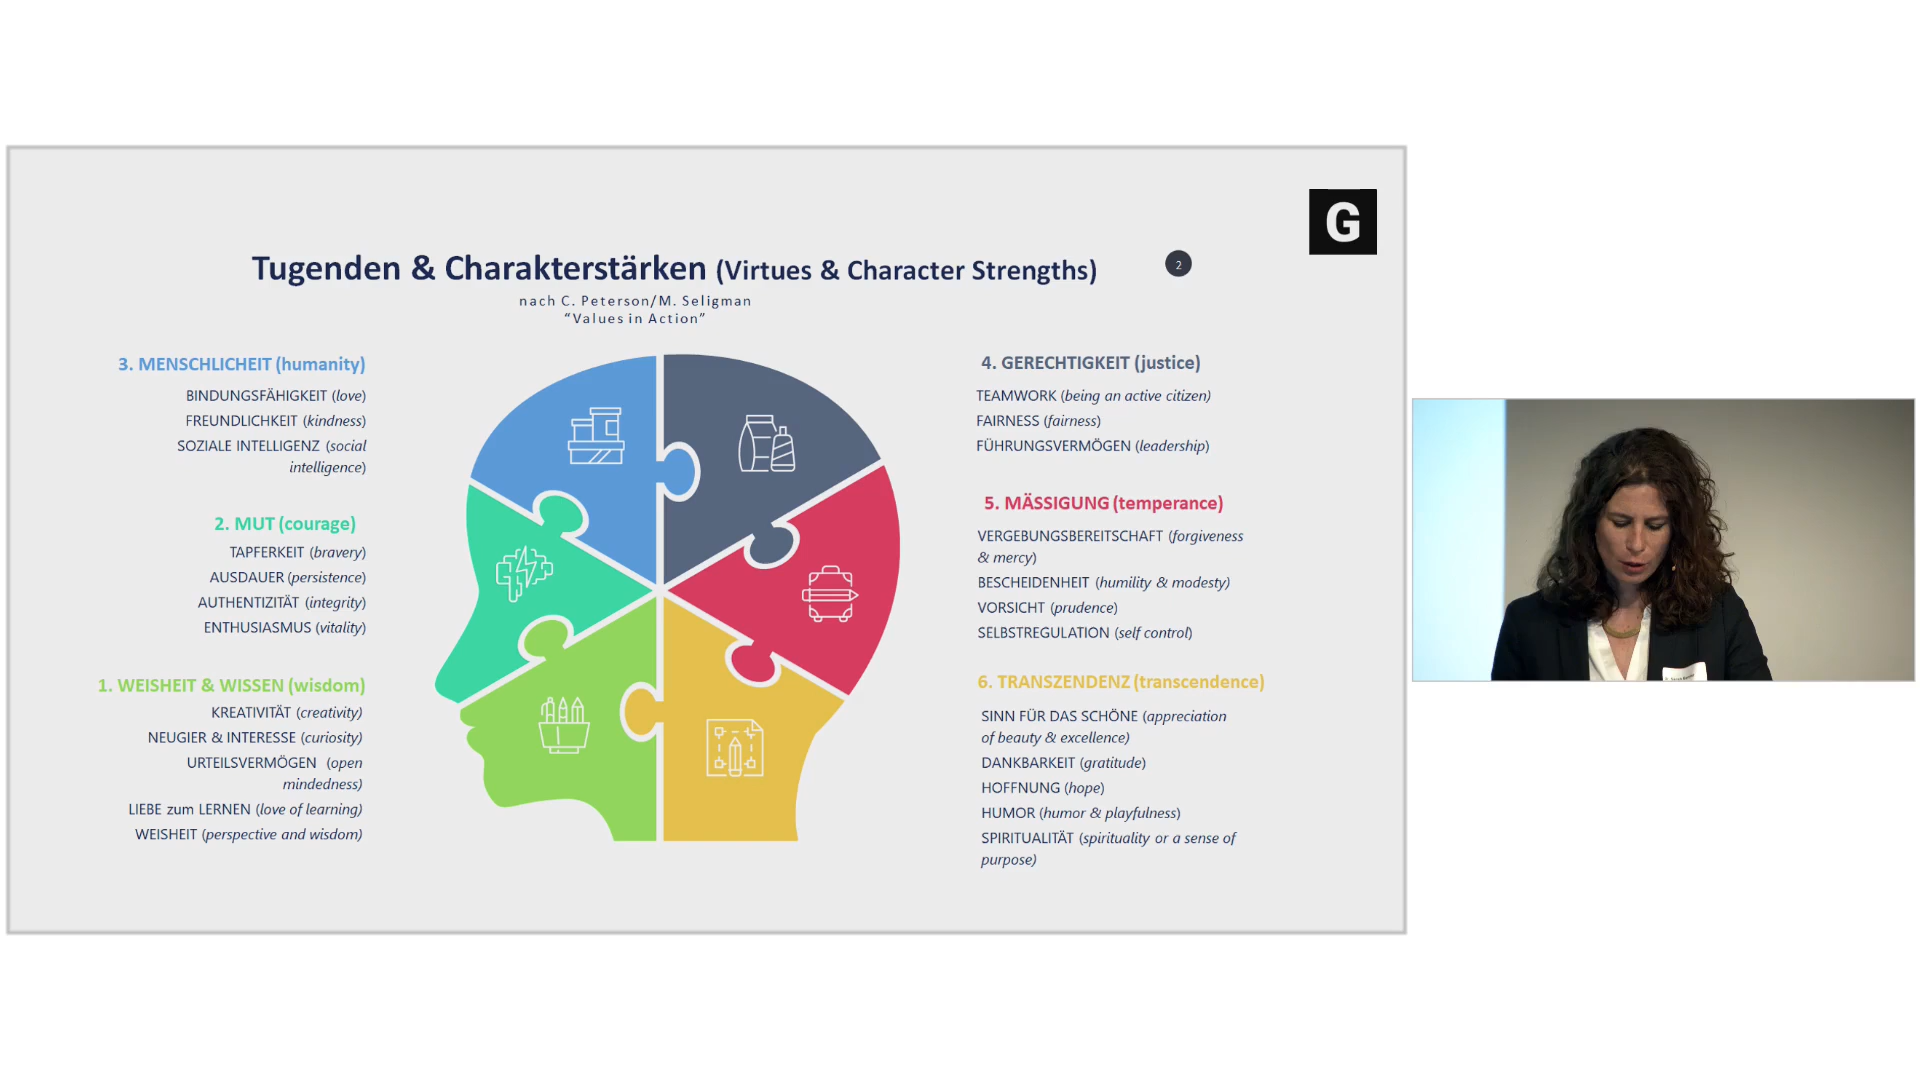 G
Tugenden & Charakterstärken (Virtues & Character Strengths)
2
nach C. Peterson/M. Seligman
“Values in Action”
3. MENSCHLICHEIT (humanity)
BINDUNGSFÄHIGKEIT (love)
FREUNDLICHKEIT (kindness)
SOZIALE INTELLIGENZ (social
intelligence)
2. MUT (courage)
TAPFERKEIT (bravery)
AUSDAUER (persistence)
AUTHENTIZITÄT (integrity)
ENTHUSIASMUS (vitality)
1. WEISHEIT & WISSEN (wisdom)
KREATIVITÄT (creativity)
NEUGIER & INTERESSE (curiosity)
URTEILSVERMÖGEN (open
mindedness)
LIEBE zum LERNEN (love of learning)
WEISHEIT (perspective and wisdom)
4. GERECHTIGKEIT (justice)
TEAMWORK (being an active citizen)
FAIRNESS (fairness)
FÜHRUNGSVERMÖGEN (leadership)
5. MÄSSIGUNG (temperance)
VERGEBUNGSBEREITSCHAFT (forgiveness
& mercy)
BESCHEIDENHEIT (humility & modesty)
VORSICHT (prudence)
SELBSTREGULATION (self control)
6. TRANSZENDENZ (transcendence)
SINN FÜR DAS SCHÖNE (appreciation
of beauty & excellence)
DANKBARKEIT (gratitude)
HOFFNUNG (hope)
HUMOR (humor & playfulness)
SPIRITUALITÄT (spirituality or a sense of
purpose)